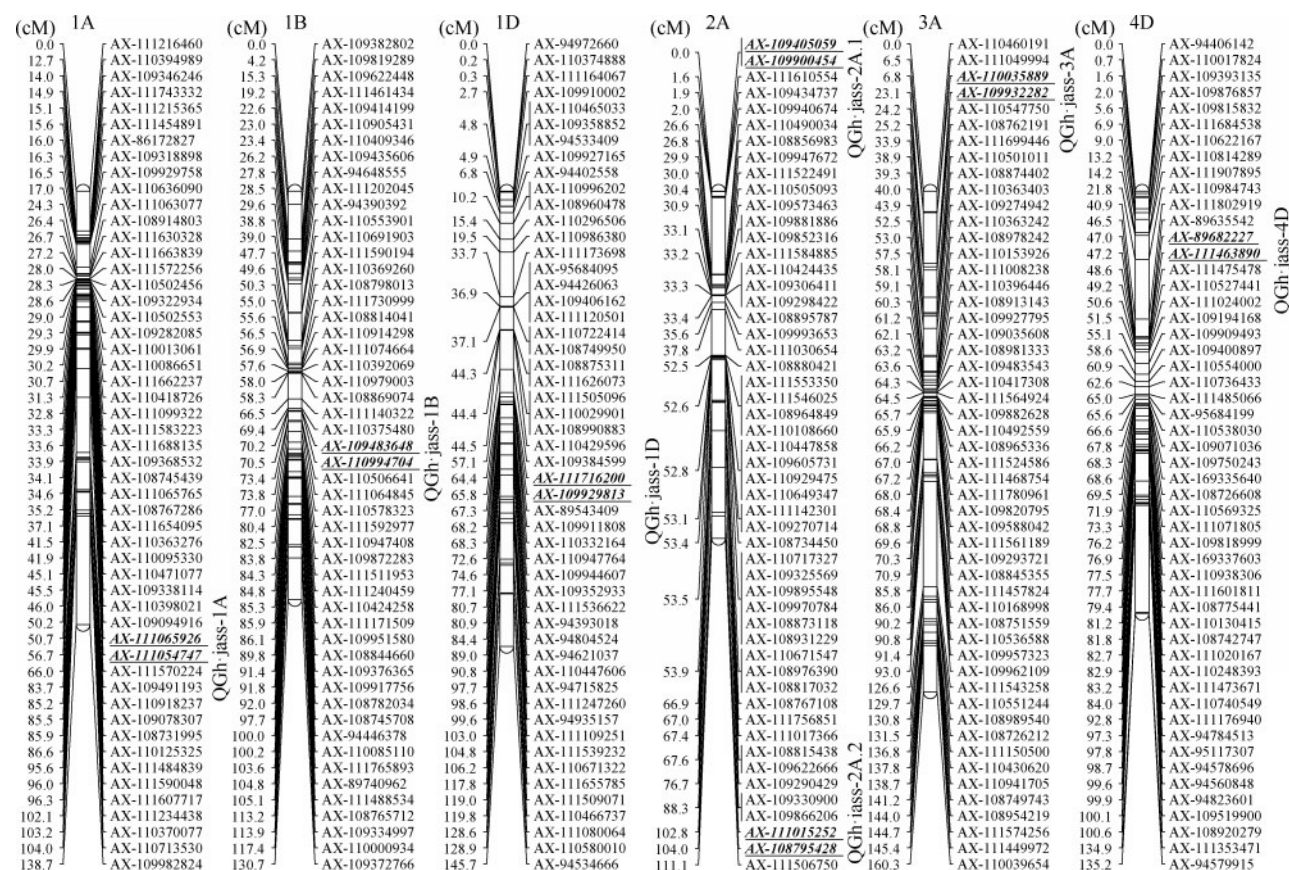 (cM) 1A
0.0 AX-111216460
12.7 AX-110394989
14.0 AX-109346246
14.9 AX-111743332
15.1 AX-111215365
15.6 AX-111454891
16.0 AX-86172827
16.3 AX-109318898
16.5 AX-109929758
17.0 AX-110636090
24.3 AX-111063077
26.4 AX-108914803
26.7 AX-111630328
27.2 AX-111663839
28.0 AX-111572256
28.3 AX-110502456
28.6 AX-109322934
29.0 AX-110502553
29.3 AX-109282085
29.9 AX-110013061
30.2 AX-110086651
30.7 AX-111662237
31.3 AX-110418726
32.8 AX-111099322
33.3 AX-111583223
33.6 AX-111688135
33.9 AX-109368532
34.1 AX-108745439
34.6 AX-111065765
35.2 AX-108767286
37.1 AX-111654095
41.5 AX-110363276
41.9 AX-110095330
45.1 AX-110471077
45.5 AX-109338114
46.0 AX-110398021
50.2 AX-109094916
50.7 AX-111065926
56.7 AX-111054747
66.0 AX-111570224
83.7 AX-109491193
85.2 AX-110918237
85.5 AX-109078307
85.9 AX-108731995
86.6 AX-110125325
95.6 AX-111484839
96.0 AX-111590048
96.3 AX-111607717
102.1 AX-111234438
103.2 AX-110370077
104.0 AX-110713530
138.7 AX-109982824
QGh·jass-1A
(cM) 1B
0.0 AX-109382802
4.2 AX-109819289
15.3 AX-109622448
19.2 AX-111461434
22.6 AX-109414199
23.0 AX-110905431
23.4 AX-110409346
26.2 AX-109435606
27.8 AX-94648555
28.5 AX-111202045
29.6 AX-94390392
38.8 AX-110553901
39.0 AX-110691903
47.7 AX-111590194
49.6 AX-110369260
50.3 AX-108798013
55.0 AX-111730999
55.6 AX-108814041
56.5 AX-110914298
56.9 AX-111074664
57.6 AX-110392069
58.0 AX-110979003
58.3 AX-108869074
66.5 AX-111140322
69.4 AX-110375480
70.2 AX-109483648
70.5 AX-110994704
73.4 AX-110506641
73.8 AX-111064845
77.0 AX-110578323
80.4 AX-111592977
82.5 AX-110947408
83.8 AX-109872283
84.3 AX-111511953
84.8 AX-111240459
85.3 AX-110424258
85.9 AX-111171509
86.1 AX-109951580
89.8 AX-108844660
91.4 AX-109376365
91.8 AX-109917756
92.0 AX-108782034
97.7 AX-108745708
100.0 AX-94446378
100.2 AX-110085110
103.6 AX-111765893
104.8 AX-89740962
105.1 AX-111488534
113.2 AX-108765712
113.9 AX-109334997
117.4 AX-110000934
130.7 AX-109372766
QGh·jass-1B
(cM) 1D
0.0 AX-94972660
0.2 AX-110374888
0.3 AX-111164067
2.7 AX-109910002
AX-110465033
4.8 AX-109358852
AX-94533409
4.9 AX-109927165
6.8 AX-94402558
AX-110996202
10.2 AX-108960478
15.4 AX-110296506
19.5 AX-110986380
33.7 AX-111173698
AX-95684095
36.9 AX-94426063
AX-109406162
AX-111120501
37.1 AX-110722414
AX-108749950
44.3 AX-108875311
AX-111626073
AX-111505096
44.4 AX-110029901
AX-108990883
44.5 AX-110429596
57.1 AX-109384599
64.4 AX-111716200
65.8 AX-109929813
67.3 AX-89543409
68.2 AX-109911808
68.3 AX-110332164
72.6 AX-110947764
74.6 AX-109944607
77.1 AX-109352933
80.7 AX-111536622
82.4 AX-94393018
84.4 AX-94804524
89.0 AX-94621037
90.8 AX-110447606
97.7 AX-94715825
98.6 AX-111247260
99.6 AX-94935157
103.0 AX-111109251
104.8 AX-111539232
106.2 AX-110671322
117.8 AX-111655785
119.0 AX-111509071
119.8 AX-110466737
128.6 AX-111080064
128.9 AX-110580010
145.7 AX-94534666
QGh·jass-1D
(cM) 2A
AX-109405059
0.0 AX-109900454
1.6 AX-111610554
1.9 AX-109434737
2.0 AX-109940674
26.6 AX-110490034
26.8 AX-108856983
29.9 AX-109947672
30.0 AX-111522491
30.4 AX-110505093
30.9 AX-109573463
AX-109881886
33.1 AX-109852316
33.2 AX-111584885
AX-110424435
33.3 AX-109306411
AX-109298422
33.4 AX-108895787
35.6 AX-109993653
37.8 AX-111030654
52.5 AX-108880421
AX-111553350
AX-111546025
52.6 AX-108964849
AX-110108660
AX-110447858
AX-109605731
52.8 AX-110929475
AX-110649347
AX-111142301
53.1 AX-109270714
53.4 AX-108734450
AX-110717327
AX-109325569
53.5 AX-109895548
AX-109970784
AX-108873118
AX-108931229
AX-110671547
53.9 AX-108976390
AX-108817032
66.9 AX-108767108
67.0 AX-111756851
67.4 AX-111017366
AX-108815438
67.6 AX-109622666
76.7 AX-109290429
88.3 AX-109330900
AX-109866206
102.8 AX-111015252
104.0 AX-108795428
111.1 AX-111506750
QGh·jass-2A.1
QGh·jass-2A.2
3A
0.0 AX-110460191
6.5 AX-111049994
6.8 AX-110035889
23.1 AX-109932282
24.2 AX-110547750
25.2 AX-108762191
33.9 AX-111699446
38.9 AX-110501011
39.3 AX-108874402
40.0 AX-110363403
43.9 AX-109274942
52.5 AX-110363242
53.0 AX-108978242
57.5 AX-110153926
58.1 AX-111008238
59.1 AX-110396446
60.3 AX-108913143
61.2 AX-109927795
62.2 AX-109035608
63.2 AX-108981333
63.6 AX-109483543
64.3 AX-110417308
64.5 AX-111564924
65.7 AX-109882628
65.9 AX-110492559
66.2 AX-108965336
67.0 AX-111524586
67.2 AX-111468754
68.0 AX-111780961
68.4 AX-109820795
68.8 AX-109588042
69.6 AX-111561189
70.3 AX-109293721
70.9 AX-108845355
85.8 AX-111457824
86.0 AX-110168998
90.2 AX-108751559
90.8 AX-110536588
91.4 AX-109957323
93.0 AX-109962109
126.6 AX-111543258
129.7 AX-110551244
130.8 AX-108989540
131.5 AX-108726212
136.8 AX-111150500
137.8 AX-110430620
138.7 AX-110941705
141.2 AX-108749743
144.0 AX-108954219
144.7 AX-111574256
145.4 AX-111449972
160.3 AX-110039654
QGh·jass-3A
(cM) 4D
0.0 AX-94406142
0.7 AX-110017824
1.6 AX-109393135
2.0 AX-109876857
5.6 AX-109815832
6.9 AX-111684538
9.0 AX-110622167
13.2 AX-110814289
14.2 AX-111907895
21.8 AX-110984743
40.9 AX-111802919
46.5 AX-89635542
47.0 AX-89682227
47.2 AX-111463890
48.6 AX-111475478
49.2 AX-110527441
50.6 AX-111024002
51.5 AX-109194168
55.1 AX-109909493
58.6 AX-109400897
60.9 AX-110554000
62.6 AX-110736433
65.0 AX-111485066
65.6 AX-95684199
66.6 AX-110538030
67.8 AX-109071036
68.3 AX-109750243
68.6 AX-169335640
69.5 AX-108726608
71.9 AX-110569325
73.3 AX-111071805
76.2 AX-109818999
76.9 AX-169337603
77.5 AX-110938306
77.7 AX-111601811
79.4 AX-108775441
81.2 AX-110130415
81.8 AX-108742747
82.7 AX-111020167
82.9 AX-110248393
83.2 AX-111473671
84.0 AX-110740549
92.8 AX-111176940
97.3 AX-94784513
97.8 AX-95117307
98.7 AX-94578696
99.6 AX-94560848
99.9 AX-94823601
100.1 AX-109519900
100.6 AX-108920279
134.9 AX-111353471
135.2 AX-94579915
QGh·jass-4D